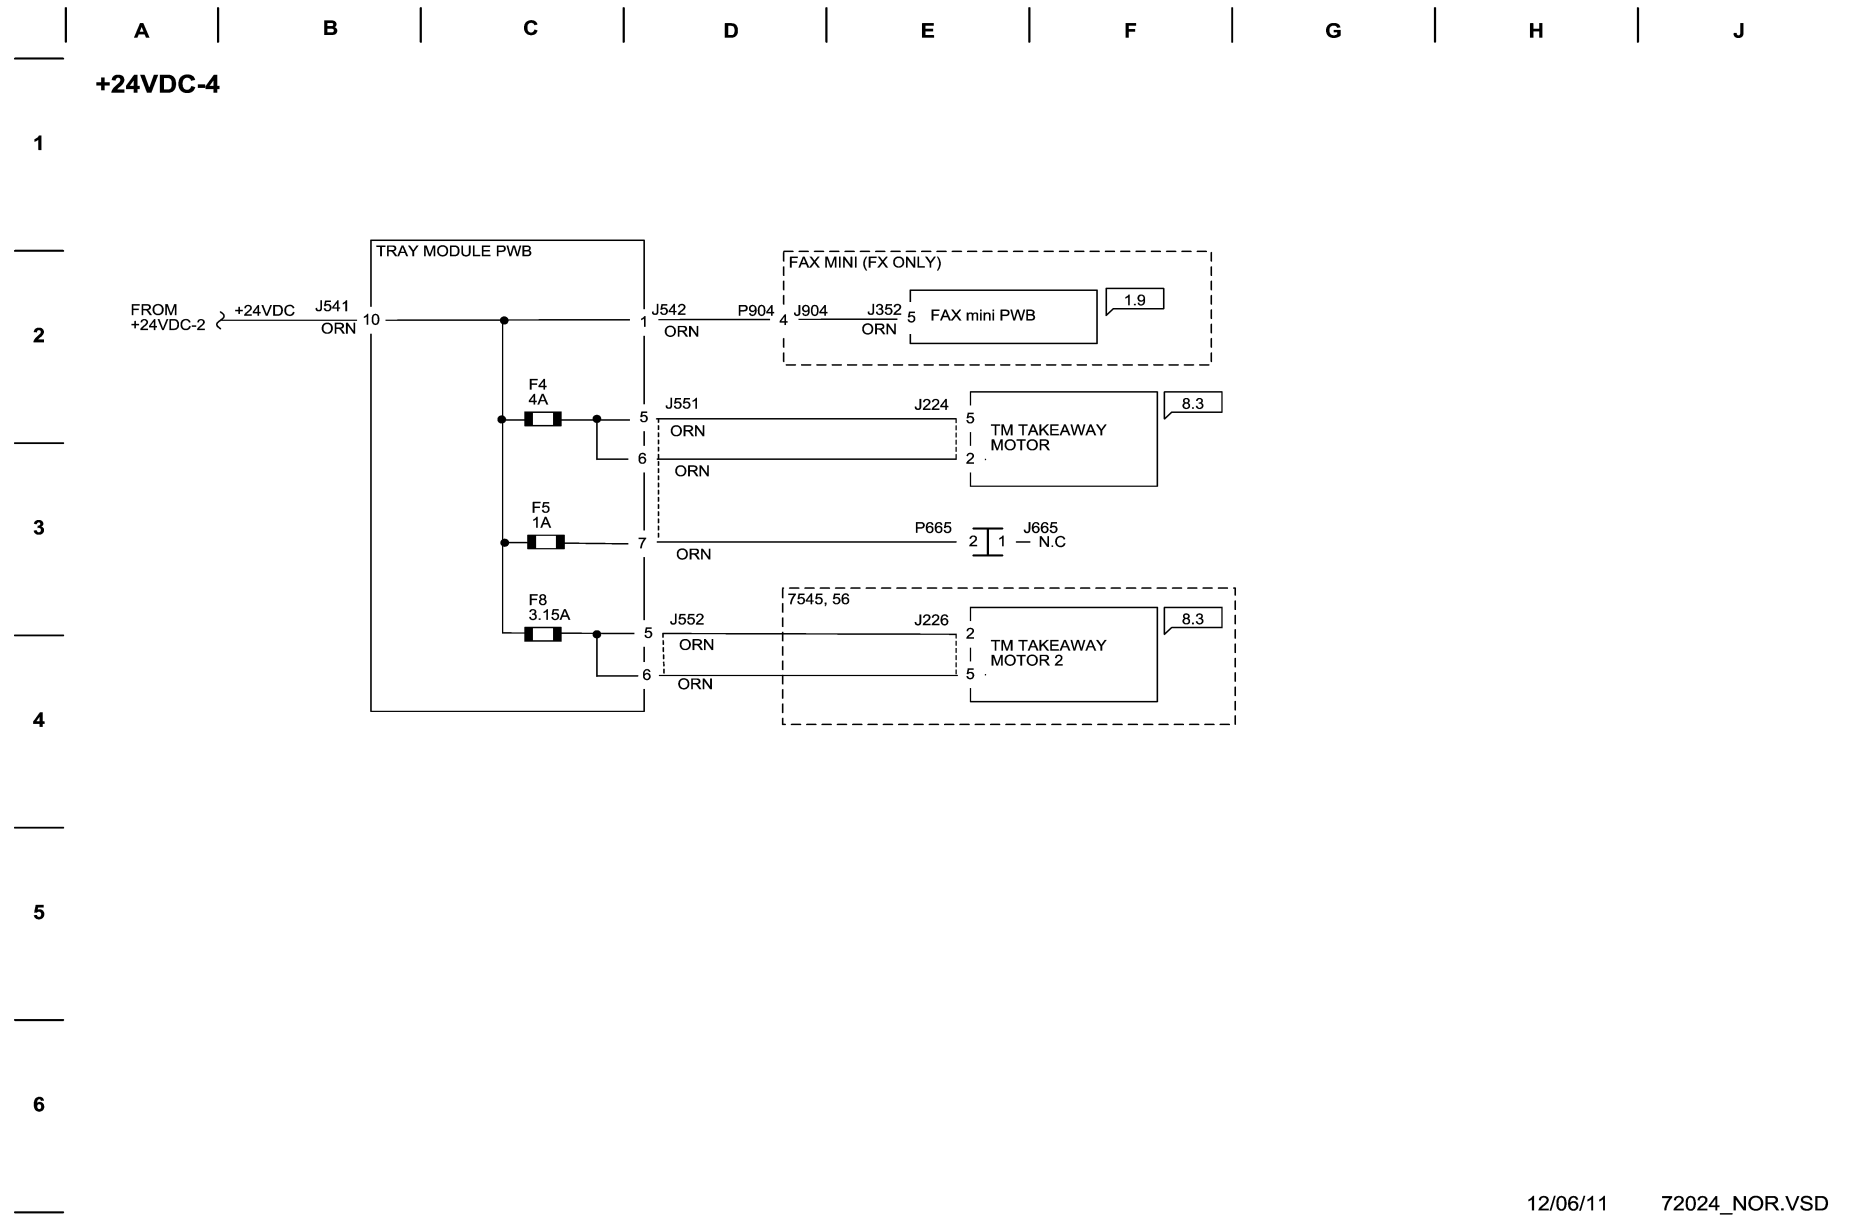 A B C D E F G H J
+24VDC-4
1
TRAY MODULE PWB
FAX MINI (FX ONLY)
FROM
+24VDC-2
+24VDC
J541
ORN
10
1
J542
ORN
P904
4
J904
J352
ORN
5
FAX mini PWB
1.9
2
F4
4A
5
J551
ORN
J224
5
TM TAKEAWAY
MOTOR
8.3
6
ORN
2
3
F5
1A
7
ORN
P665
2
1
J665
N.C
7545, 56
F8
3.15A
5
J552
ORN
J226
2
TM TAKEAWAY
MOTOR 2
8.3
6
ORN
5
4
5
6
12/06/11
72024_NOR.VSD